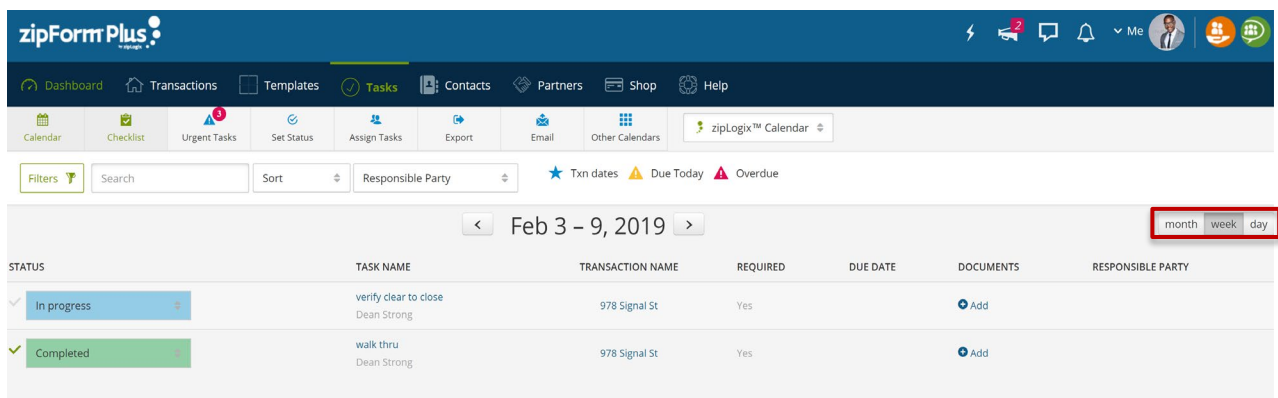 zipForm Plus
by zipLogix
2
Me
Dashboard Transactions Templates Tasks Contacts Partners Shop Help
3
Calendar Checklist Urgent Tasks Set Status Assign Tasks Export Email Other Calendars zipLogix™ Calendar
Filters Search Sort Responsible Party Txn dates Due Today Overdue
Feb 3 – 9, 2019 month week day
STATUS TASK NAME TRANSACTION NAME REQUIRED DUE DATE DOCUMENTS RESPONSIBLE PARTY
In progress verify clear to close 978 Signal St Yes Add
Dean Strong
Completed walk thru 978 Signal St Yes Add
Dean Strong